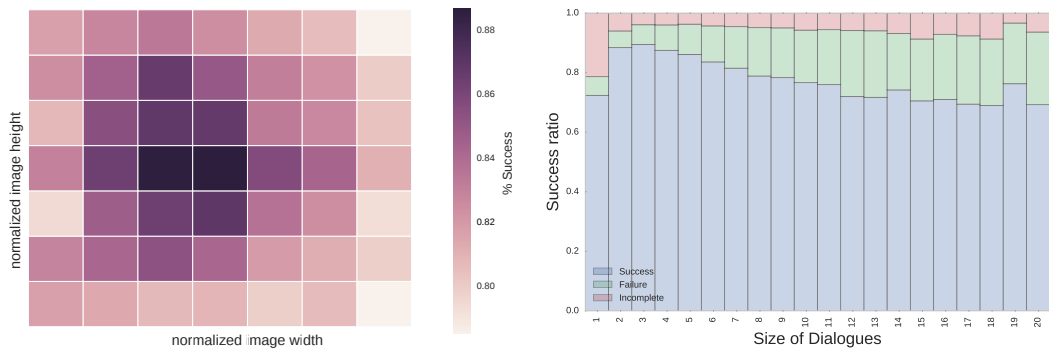 normalized image height
normalized image width
0.88
0.86
0.84
0.82
0.80
% Success
Success ratio
1.0
0.8
0.6
0.4
0.2
0.0
Success
Failure
Incomplete
1 2 3 4 5 6 7 8 9 10 11 12 13 14 15 16 17 18 19 20
Size of Dialogues